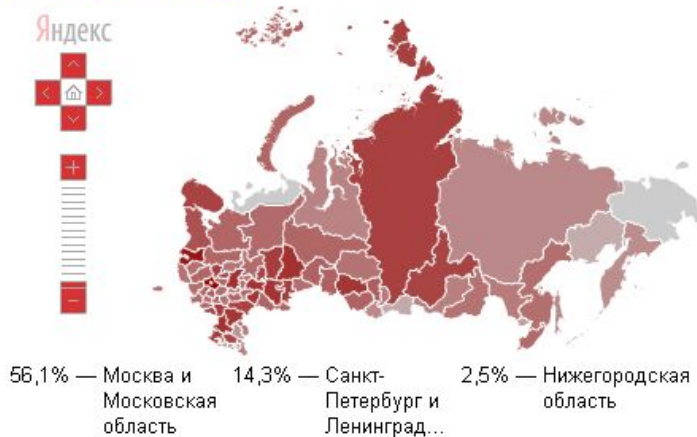 Яндекс
56,1% — Москва и
Московская
область
14,3% — Санкт-
Петербург и
Ленинград...
2,5% — Нижегородская
область